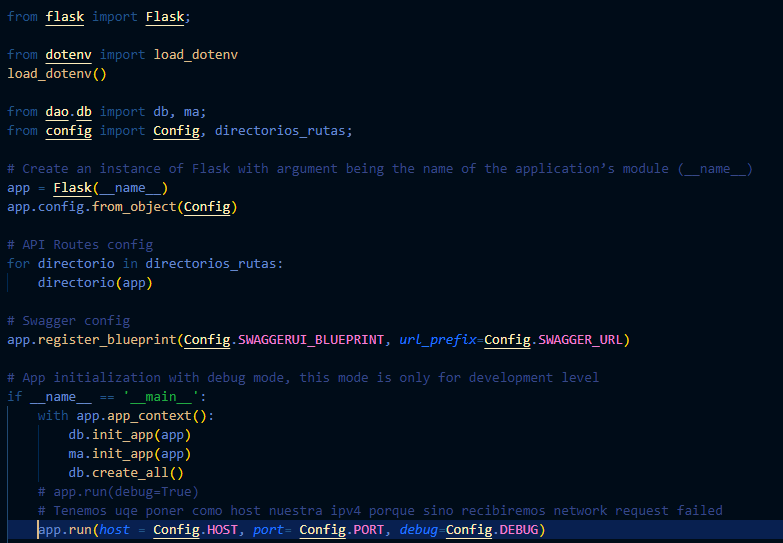 from flask import Flask;
from dotenv import load_dotenv
load_dotenv()
from dao.db import db, ma;
from config import Config, directorios_rutas;
# Create an instance of Flask with argument being the name of the application’s module (__name__)
app = Flask(__name__)
app.config.from_object(Config)
# API Routes config
for directorio in directorios_rutas:
    directorio(app)
# Swagger config
app.register_blueprint(Config.SWAGGERUI_BLUEPRINT, url_prefix=Config.SWAGGER_URL)
# App initialization with debug mode, this mode is only for development level
if __name__ == '__main__':
    with app.app_context():
        db.init_app(app)
        ma.init_app(app)
        db.create_all()
    # app.run(debug=True)
    # Tenemos uqe poner como host nuestra ipv4 porque sino recibiremos network request failed
    app.run(host = Config.HOST, port= Config.PORT, debug=Config.DEBUG)